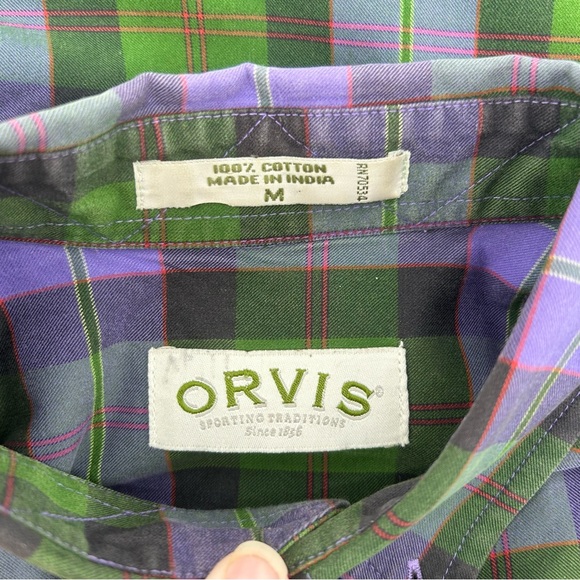 100% COTTON
MADE IN INDIA
M
RN70534
ORVIS®
SPORTING TRADITIONS
Since 1856